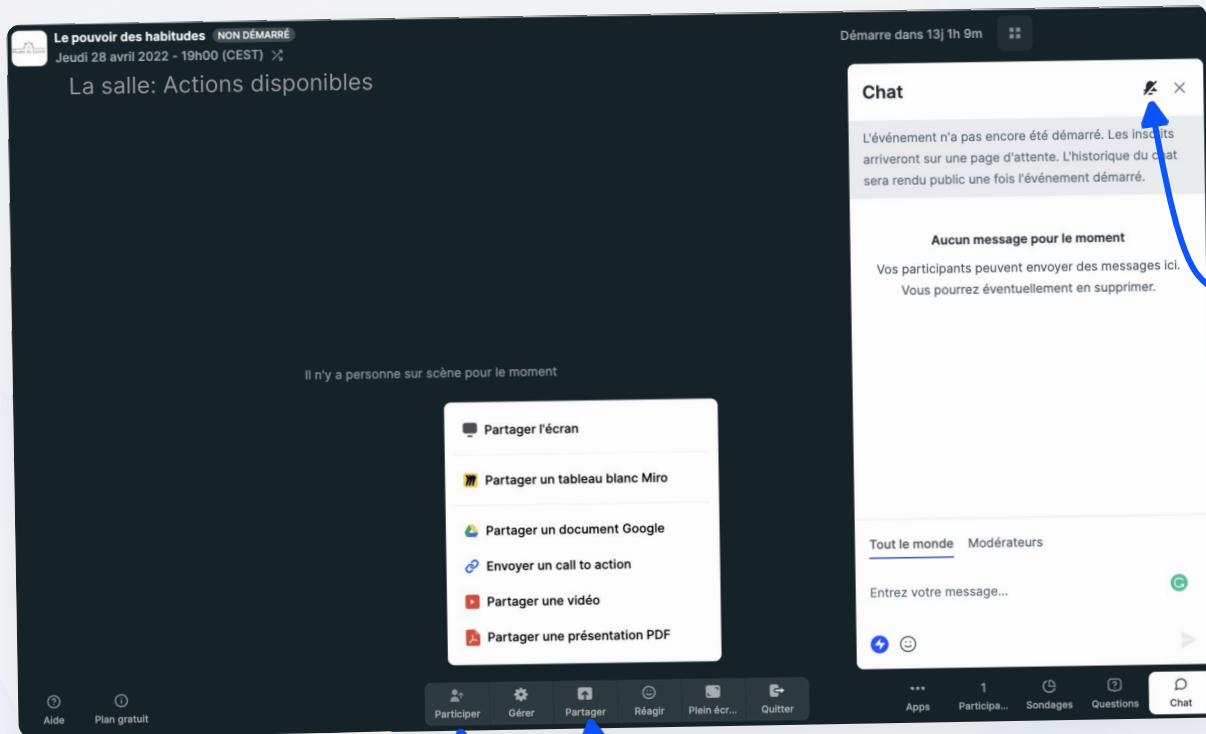 Le pouvoir des habitudes NON DÉMARRÉ
Jeudi 28 avril 2022 - 19h00 (CEST)
La salle: Actions disponibles
Démarre dans 13j 1h 9m
Il n'y a personne sur scène pour le moment
Partager l'écran
Partager un tableau blanc Miro
Partager un document Google
Envoyer un call to action
Partager une vidéo
Partager une présentation PDF
Chat
L'événement n'a pas encore été démarré. Les inscrits
arriveront sur une page d'attente. L'historique du chat
sera rendu public une fois l'événement démarré.
Aucun message pour le moment
Vos participants peuvent envoyer des messages ici.
Vous pourrez éventuellement en supprimer.
Tout le monde Modérateurs
Entrez votre message...
Aide Plan gratuit
Participer Gérer Partager Réagir Plein écr... Quitter
1
Apps Participa... Sondages Questions Chat